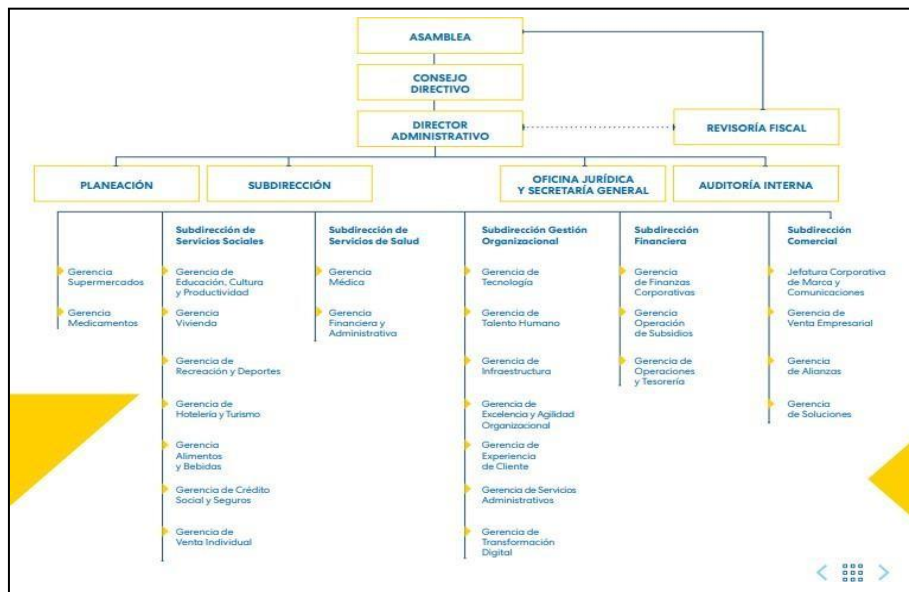 ASAMBLEA
CONSEJO
DIRECTIVO
DIRECTOR
ADMINISTRATIVO
REVISORÍA FISCAL
PLANEACIÓN
SUBDIRECCIÓN
OFICINA JURÍDICA
Y SECRETARÍA GENERAL
AUDITORÍA INTERNA
Gerencia
Supermercados
Gerencia
Medicamentos
Subdirección de
Servicios Sociales
Gerencia de
Educación, Cultura
y Productividad
Gerencia
Vivienda
Gerencia de
Recreación y Deportes
Gerencia de
Hotelería y Turismo
Gerencia
Alimentos
y Bebidas
Gerencia de Crédito
Social y Seguros
Gerencia de
Venta Individual
Subdirección de
Servicios de Salud
Gerencia
Médica
Gerencia
Financiera y
Administrativa
Subdirección Gestión
Organizacional
Gerencia de
Tecnología
Gerencia de
Talento Humano
Gerencia de
Infraestructura
Gerencia de
Excelencia y Agilidad
Organizacional
Gerencia de
Experiencia
de Cliente
Gerencia de Servicios
Administrativos
Gerencia de
Transformación
Digital
Subdirección
Financiera
Gerencia
de Finanzas
Corporativas
Gerencia
Operación
de Subsidios
Gerencia de
Operaciones
y Tesorería
Subdirección
Comercial
Jefatura Corporativa
de Marca y
Comunicaciones
Gerencia de
Venta Empresarial
Gerencia
de Alianzas
Gerencia
de Soluciones